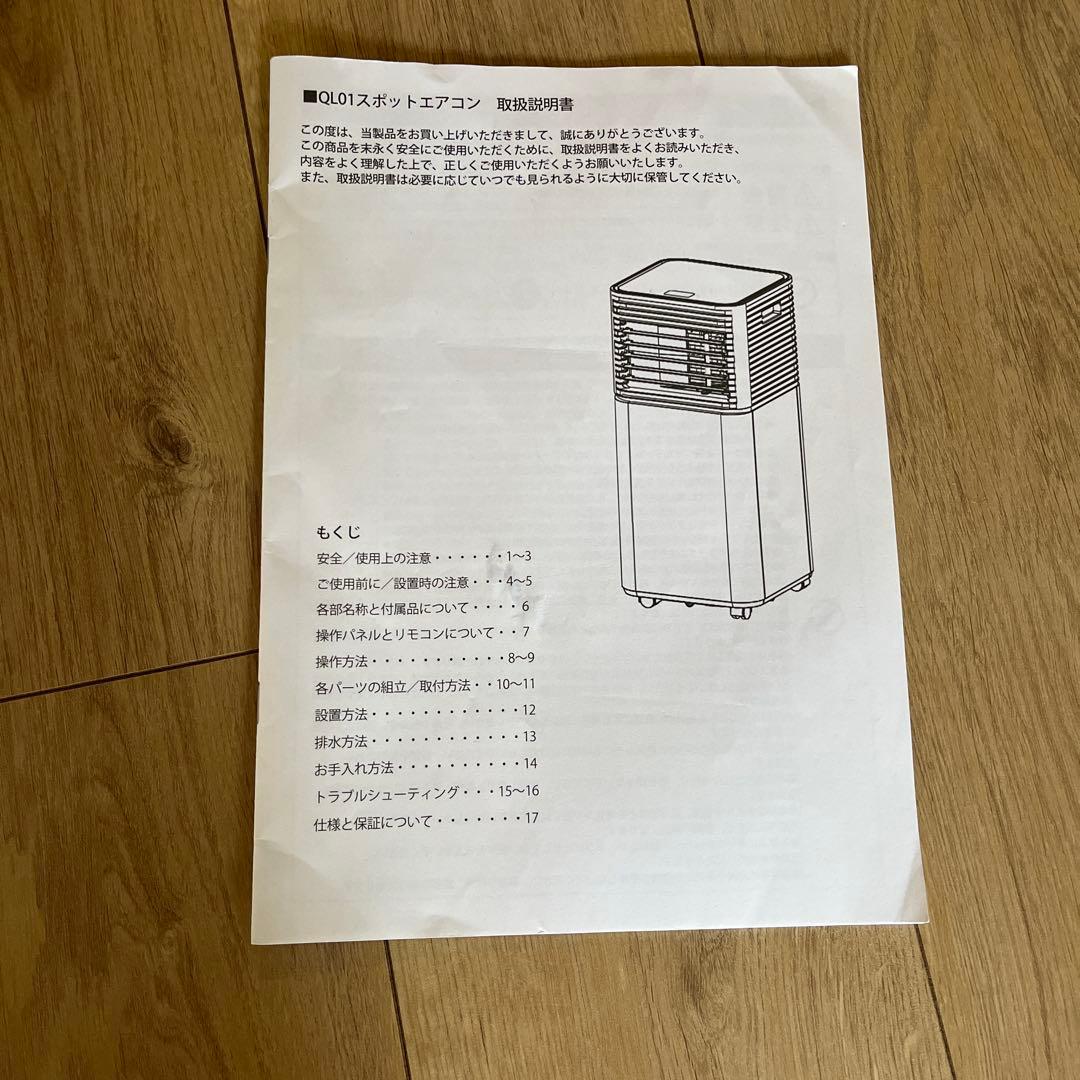 ■QL01スポットエアコン　取扱説明書
この度は、当製品をお買い上げいただきまして、誠にありがとうございます。
この商品を末永く安全にご使用いただくために、取扱説明書をよくお読みいただき、
内容をよく理解した上で、正しくご使用いただくようお願いいたします。
また、取扱説明書は必要に応じていつでも見られるように大切に保管してください。
もくじ
安全／使用上の注意・・・・・・1〜3
ご使用前に／設置時の注意・・・4〜5
各部名称と付属品について・・・・6
操作パネルとリモコンについて・・7
操作方法・・・・・・・・・・・8〜9
各パーツの組立／取付方法・・10〜11
設置方法・・・・・・・・・・・・12
排水方法・・・・・・・・・・・・13
お手入れ方法・・・・・・・・・・14
トラブルシューティング・・・15〜16
仕様と保証について・・・・・・・17